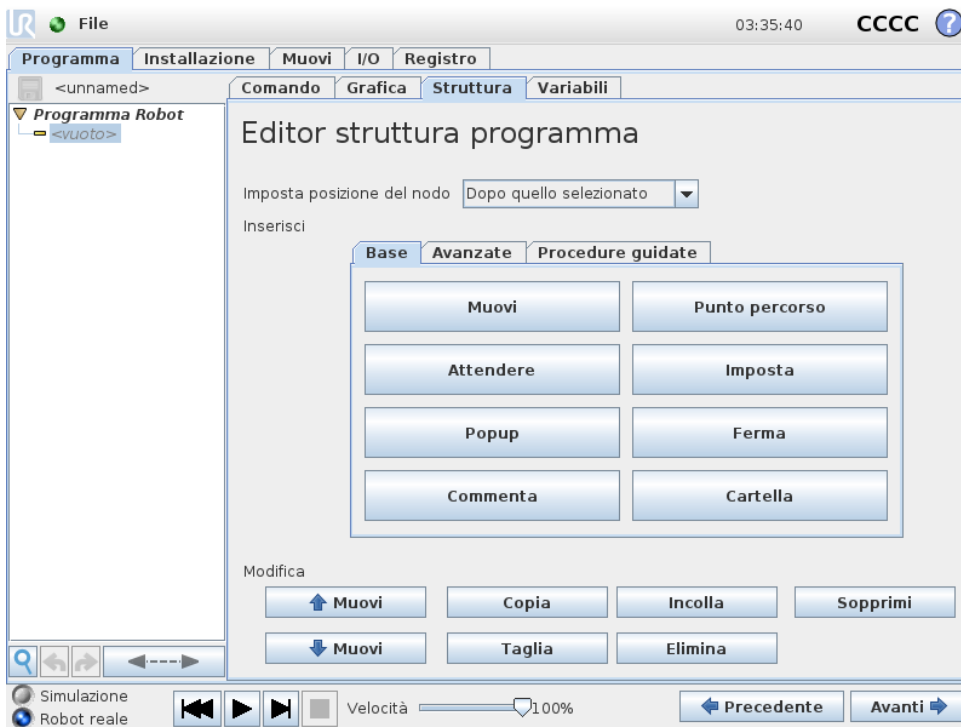 UR File 03:35:40 CCCC ?
Programma Installazione Muovi I/O Registro
<unnamed> Comando Grafica Struttura Variabili
Programma Robot
<vuoto>
Editor struttura programma
Imposta posizione del nodo Dopo quello selezionato
Inserisci
Base Avanzate Procedure guidate
Muovi Punto percorso
Attendere Imposta
Popup Ferma
Commenta Cartella
Modifica
Muovi Copia Incolla Sopprimi
Muovi Taglia Elimina
Simulazione
Robot reale
Velocità 100% Precedente Avanti